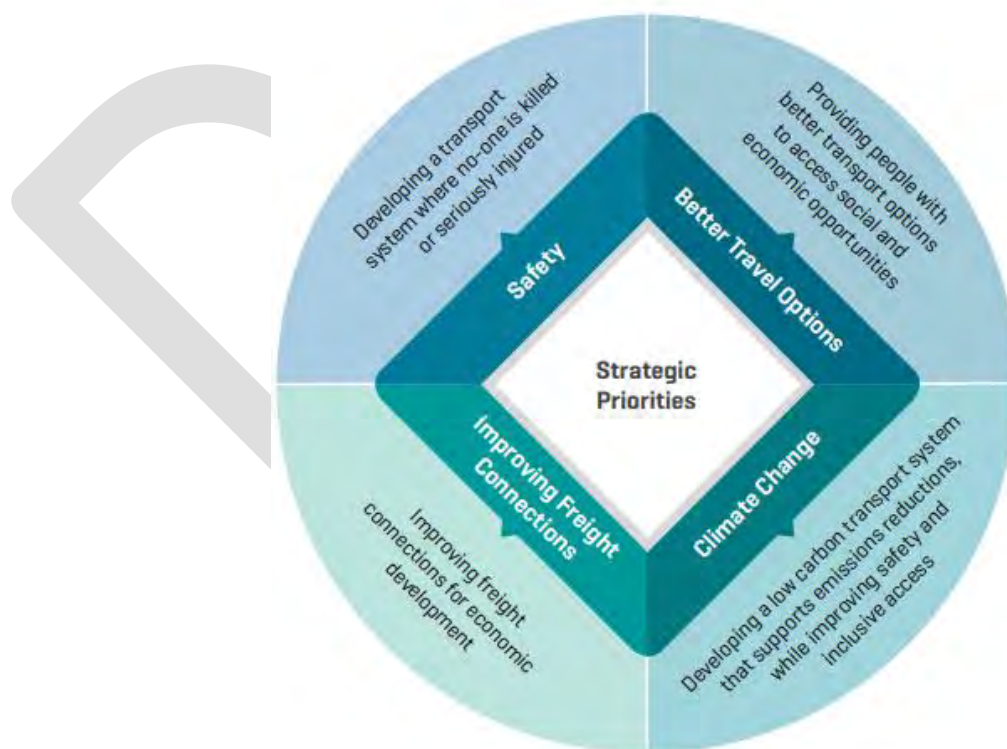 Developing a transport
system where no-one is killed
or seriously injured
Safety
Providing people with
better transport options
to access social and
economic opportunities
Better Travel Options
Strategic
Priorities
Improving Freight
Connections
Improving freight
connections for economic
development
Climate Change
Developing a low carbon transport system
that supports emissions reductions,
while improving safety and
inclusive access